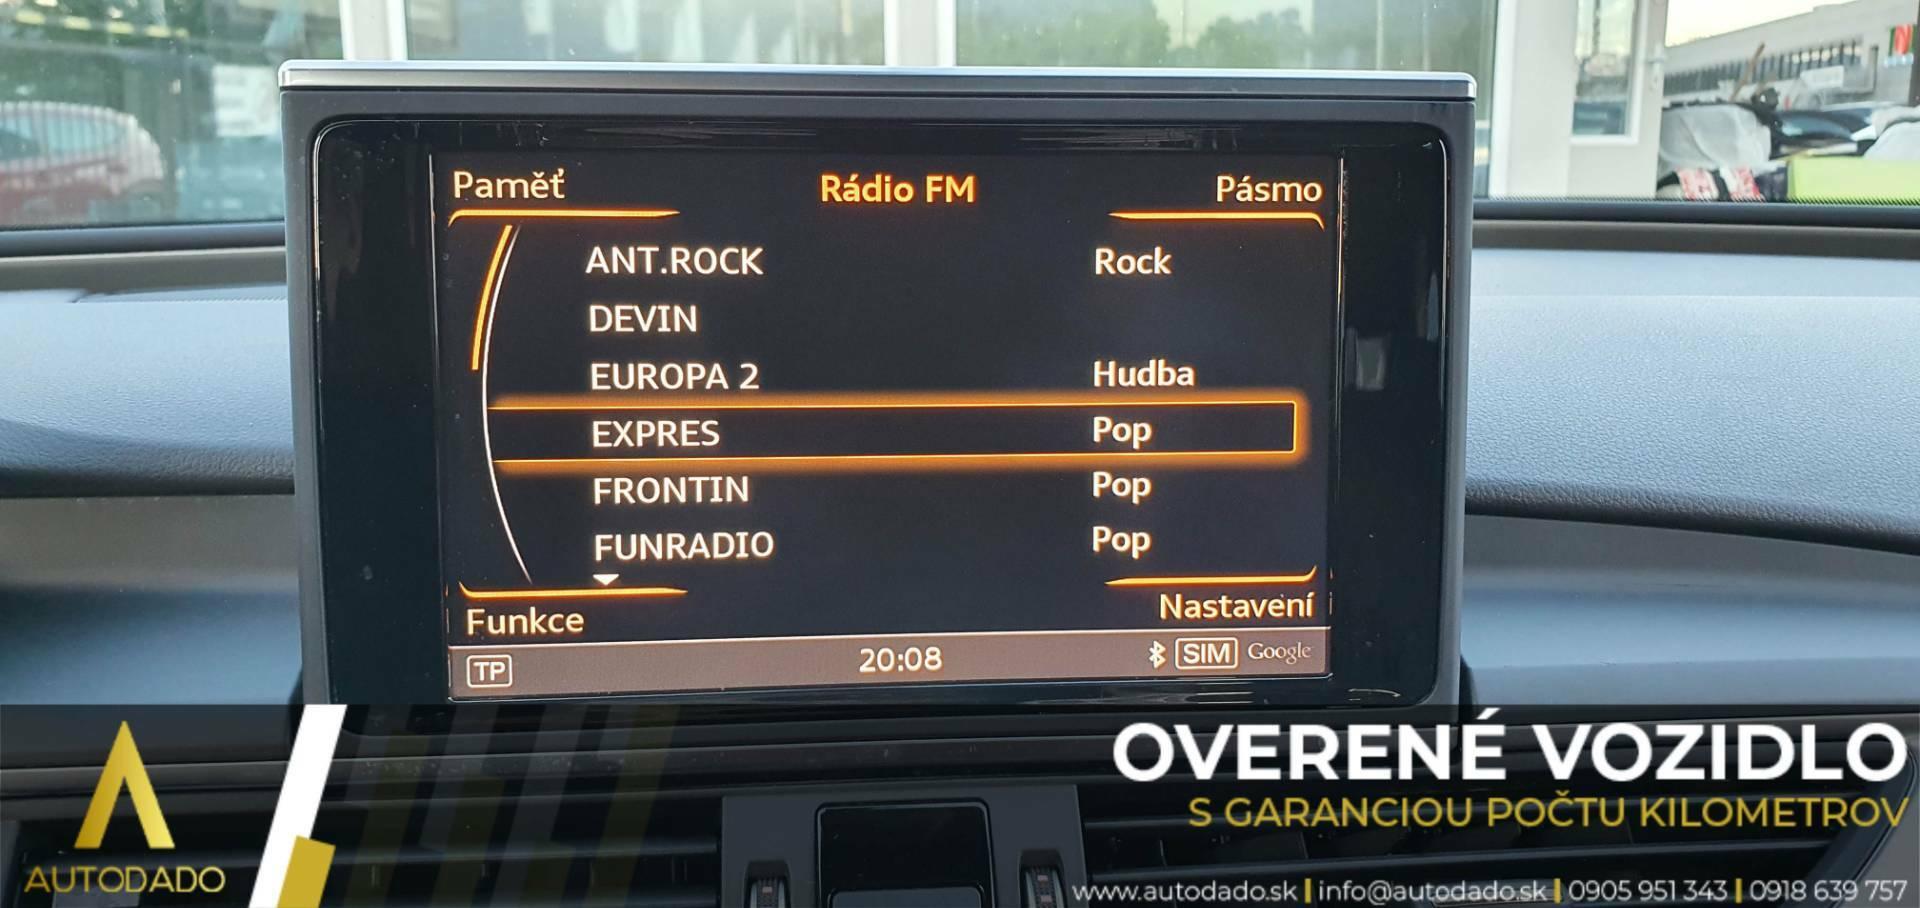 Paměť Rádio FM Pásmo
ANT.ROCK Rock
DEVIN
EUROPA 2 Hudba
EXPRES Pop
FRONTIN Pop
FUNRADIO Pop
Funkce Nastavení
TP 20:08 SIM Google
OVERENÉ VOZIDLO
S GARANCIOU POČTU KILOMETROV
AUTODADO
www.autodado.sk | info@autodado.sk | 0905 951 343 | 0918 639 757